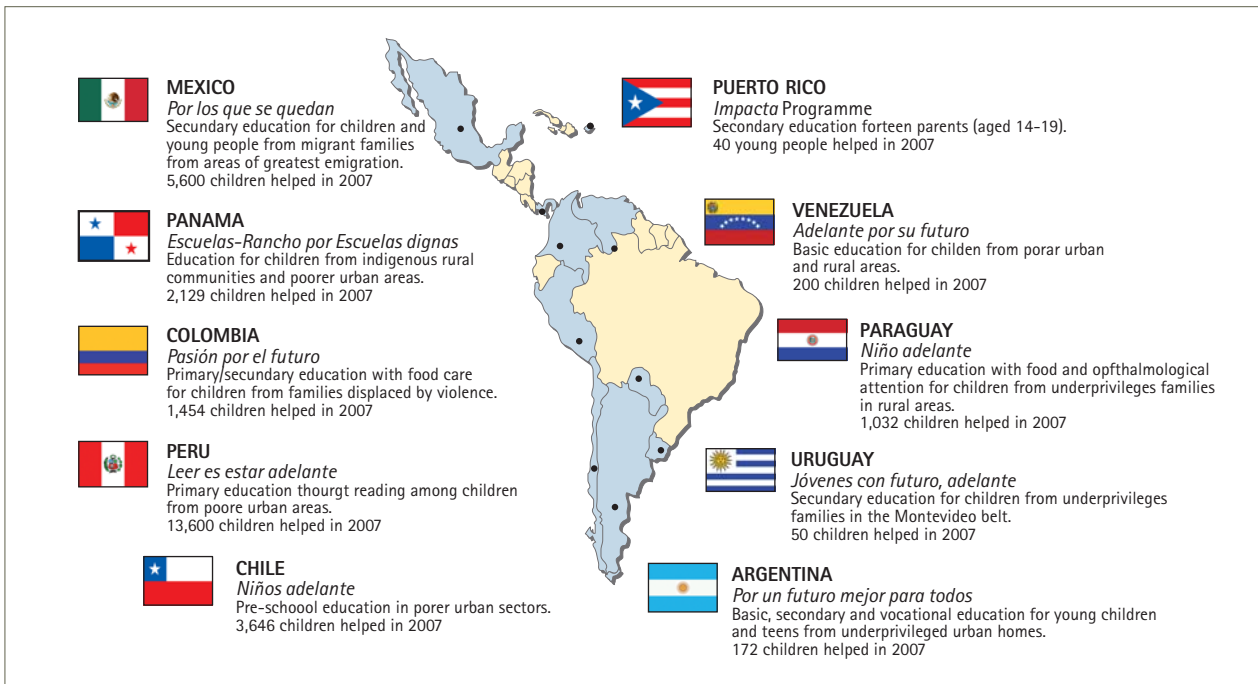 MEXICO
Por los que se quedan
Secundary education for children and
young people from migrant families
from areas of greatest emigration.
5,600 children helped in 2007
PANAMA
Escuelas-Rancho por Escuelas dignas
Education for children from indigenous rural
communities and poorer urban areas.
2,129 children helped in 2007
COLOMBIA
Pasión por el futuro
Primary/secundary education with food care
for children from families displaced by violence.
1,454 children helped in 2007
PERU
Leer es estar adelante
Primary education thourgt reading among children
from poore urban areas.
13,600 children helped in 2007
CHILE
Niños adelante
Pre-schoool education in porer urban sectors.
3,646 children helped in 2007
PUERTO RICO
Impacta Programme
Secondary education forteen parents (aged 14-19).
40 young people helped in 2007
VENEZUELA
Adelante por su futuro
Basic education for childen from porar urban
and rural areas.
200 children helped in 2007
PARAGUAY
Niño adelante
Primary education with food and opfthalmological
attention for children from underprivileges families
in rural areas.
1,032 children helped in 2007
URUGUAY
Jóvenes con futuro, adelante
Secundary education for children from underprivileges
families in the Montevideo belt.
50 children helped in 2007
ARGENTINA
Por un futuro mejor para todos
Basic, secondary and vocational education for young children
and teens from underprivileged urban homes.
172 children helped in 2007